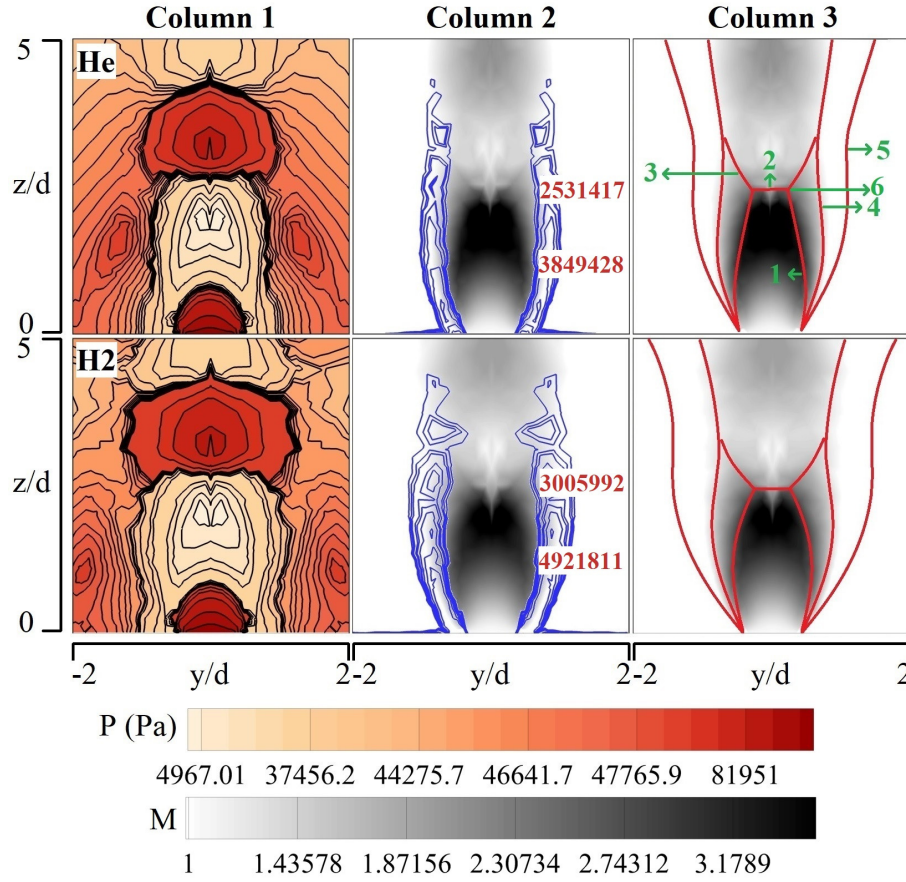 Column 1 Column 2 Column 3
5 He
2
3 5
2531417 6
z/d 4
3849428 1
0
5 H2
z/d 3005992
4921811
0
-2 y/d 2 -2 y/d 2 -2 y/d 2
P (Pa)
4967.01 37456.2 44275.7 46641.7 47765.9 81951
M
1 1.43578 1.87156 2.30734 2.74312 3.1789